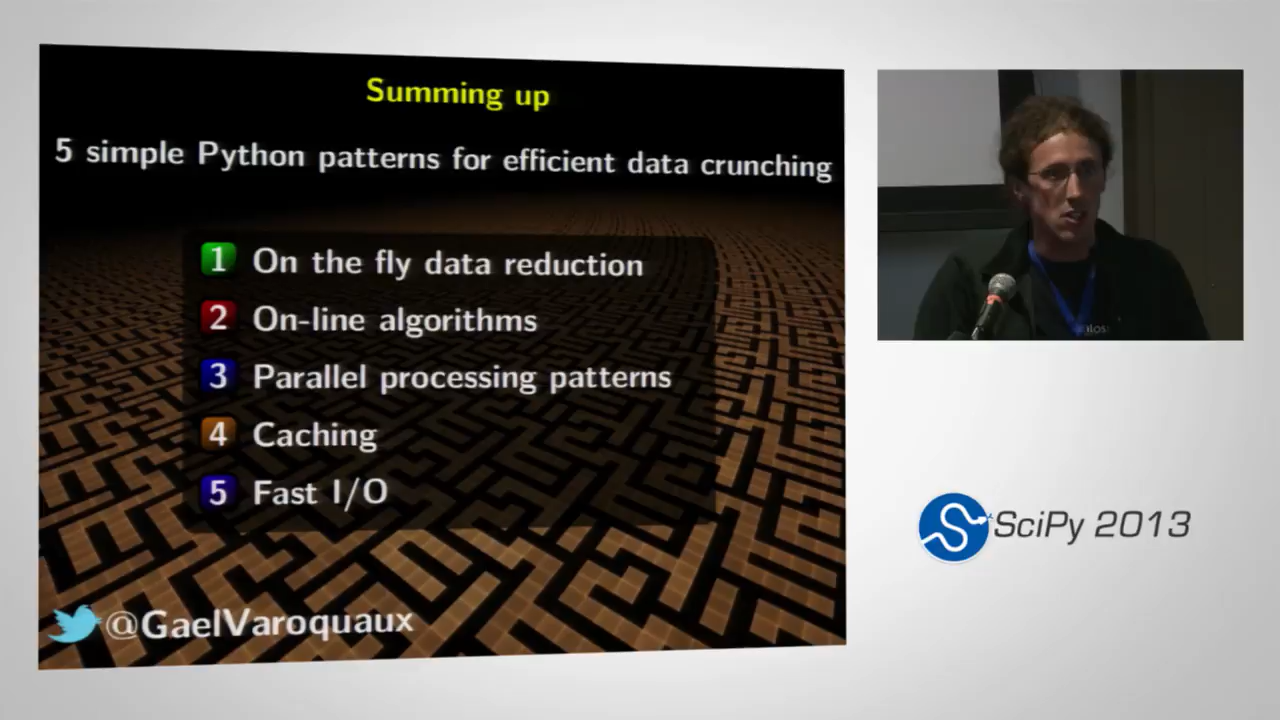 Summing up
5 simple Python patterns for efficient data crunching
1 On the fly data reduction
2 On-line algorithms
3 Parallel processing patterns
4 Caching
5 Fast I/O
@GaelVaroquaux
SciPy 2013